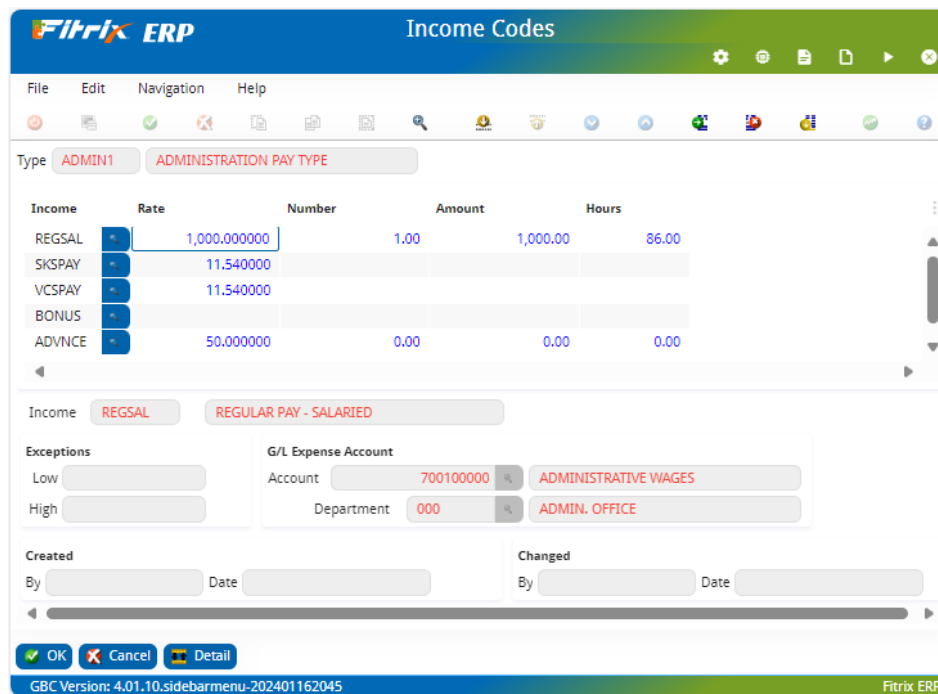 Fitrix ERP
Income Codes
File Edit Navigation Help
Type ADMIN1 ADMINISTRATION PAY TYPE
Income Rate Number Amount Hours
REGSAL 1,000.000000 1.00 1,000.00 86.00
SKSPAY 11.540000
VCSPAY 11.540000
BONUS
ADVNCE 50.000000 0.00 0.00 0.00
Income REGSAL REGULAR PAY - SALARIED
Exceptions G/L Expense Account
Low Account 700100000 ADMINISTRATIVE WAGES
High Department 000 ADMIN. OFFICE
Created Changed
By Date By Date
OK Cancel Detail
GBC Version: 4.01.10.sidebarmenu-202401162045 Fitrix ERP